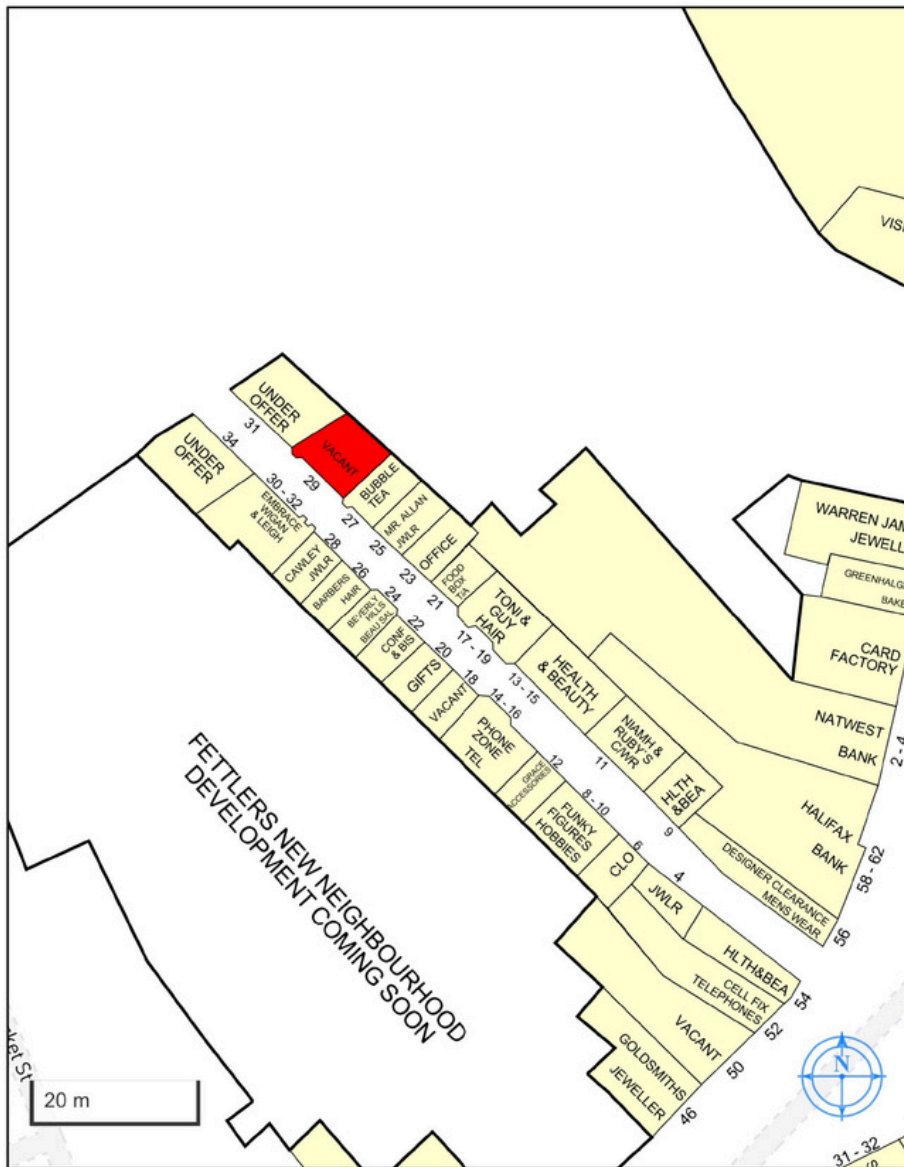 VIS
UNDER
OFFER
31
VACANT
29
BUBBLE
TEA
27
MR. ALLAN
JWLR
25
OFFICE
23
FOOD
BOX
T/A
21
TONI &
GUY
HAIR
17 - 19
HEALTH
& BEAUTY
13 - 15
NIAMH &
RUBY'S
C/WR
11
HLTH
&BEA
9
DESIGNER CLEARANCE
MENS WEAR
56
UNDER
OFFER
34
EMBRACE
WIGAN
& LEIGH
30 - 32
CAWLEY
JWLR
28
BARBERS
HAIR
26
BEVERLY
HILLS
BEAU SAL
24
CONF
& BIS
22
GIFTS
20
VACANT
18
PHONE
ZONE
TEL
14 - 16
GRACE
ACCESSORIES
12
FUNKY
FIGURES
HOBBIES
8 - 10
CLO
6
JWLR
4
HLTH&BEA
54
CELL FIX
TELEPHONES
52
VACANT
50
GOLDSMITHS
JEWELLER
46
WARREN JAM
JEWELL
GREENHALG
BAKE
CARD
FACTORY
NATWEST
BANK
2 - 4
HALIFAX
BANK
58 - 62
FETTLERS NEW NEIGHBOURHOOD
DEVELOPMENT COMING SOON
ket St
20 m
N
31 - 32